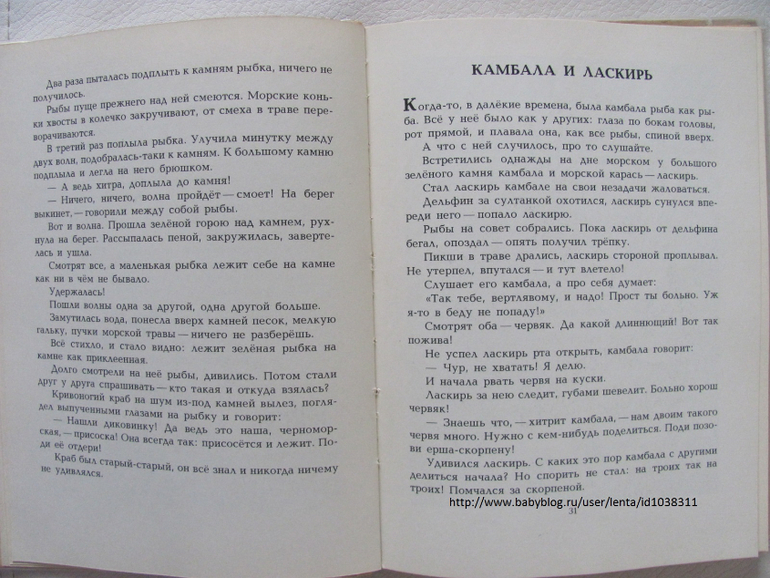 Два раза пыталась подплыть к камням рыбка, ничего не
получилось.
Рыбы пуще прежнего над ней смеются. Морские конь-
ки хвосты в колечко закручивают, от смеха в траве пере-
ворачиваются.
В третий раз поплыла рыбка. Улучила минутку между
двух волн, подобралась-таки к камням. К большому камню
подплыла и легла на него брюшком.
— А ведь хитра, доплыла до камня!
— Ничего, ничего, волна пройдёт — смоет! На берег
выкинет, — говорили между собой рыбы.
Вот и волна. Прошла зелёной горою над камнем, рух-
нула на берег. Рассыпалась пеной, закружилась, заверте-
лась и ушла.
Смотрят все, а маленькая рыбка лежит себе на камне
как ни в чём не бывало.
Удержалась!
Пошли волны одна за другой, одна другой больше.
Замутилась вода, понесла вверх камней песок, мелкую
гальку, пучки морской травы — ничего не разберёшь.
Всё стихло, и стало видно: лежит зелёная рыбка на
камне как приклеенная.
Долго смотрели на неё рыбы, дивились. Потом стали
друг у друга спрашивать — кто такая и откуда взялась?
Кривоногий краб на шум из-под камней вылез, погля-
дел выпученными глазами на рыбку и говорит:
— Нашли диковинку! Да ведь это наша, черномор-
ская, — присоска! Она всегда так: присосётся и лежит. По-
ди её отдери!
Краб был старый-старый, он всё знал и никогда ничему
не удивлялся.
КАМБАЛА И ЛАСКИРЬ
Когда-то, в далёкие времена, была камбала рыба как ры-
ба. Всё у неё было как у других: глаза по бокам головы,
рот прямой, и плавала она, как все рыбы, спиной вверх.
А что с ней случилось, про то слушайте.
Встретились однажды на дне морском у большого
зелёного камня камбала и морской карась — ласкирь.
Стал ласкирь камбале на свои незадачи жаловаться.
Дельфин за султанкой охотился, ласкирь сунулся впе-
реди него — попало ласкирю.
Рыбы на совет собрались. Пока ласкирь от дельфина
бегал, опоздал — опять получил трёпку.
Пикши в траве дрались, ласкирь стороной проплывал.
Не утерпел, впутался — и тут влетело!
Слушает его камбала, а про себя думает:
«Так тебе, вертлявому, и надо! Прост ты больно. Уж
я-то в беду не попаду!»
Смотрят оба — червяк. Да какой длиннющий! Вот так
пожива!
Не успел ласкирь рта открыть, камбала говорит:
— Чур, не хватать! Я делю.
И начала рвать червя на куски.
Ласкирь за нею следит, губами шевелит. Больно хорош
червяк!
— Знаешь что, — хитрит камбала, — нам двоим такого
червя много. Нужно с кем-нибудь поделиться. Поди позо-
ви ерша-скорпену!
Удивился ласкирь. С каких это пор камбала с другими
делиться начала? Но спорить не стал: на троих так на
троих! Помчался за скорпеной.
http://www.babyblog.ru/user/lenta/id1038311
31